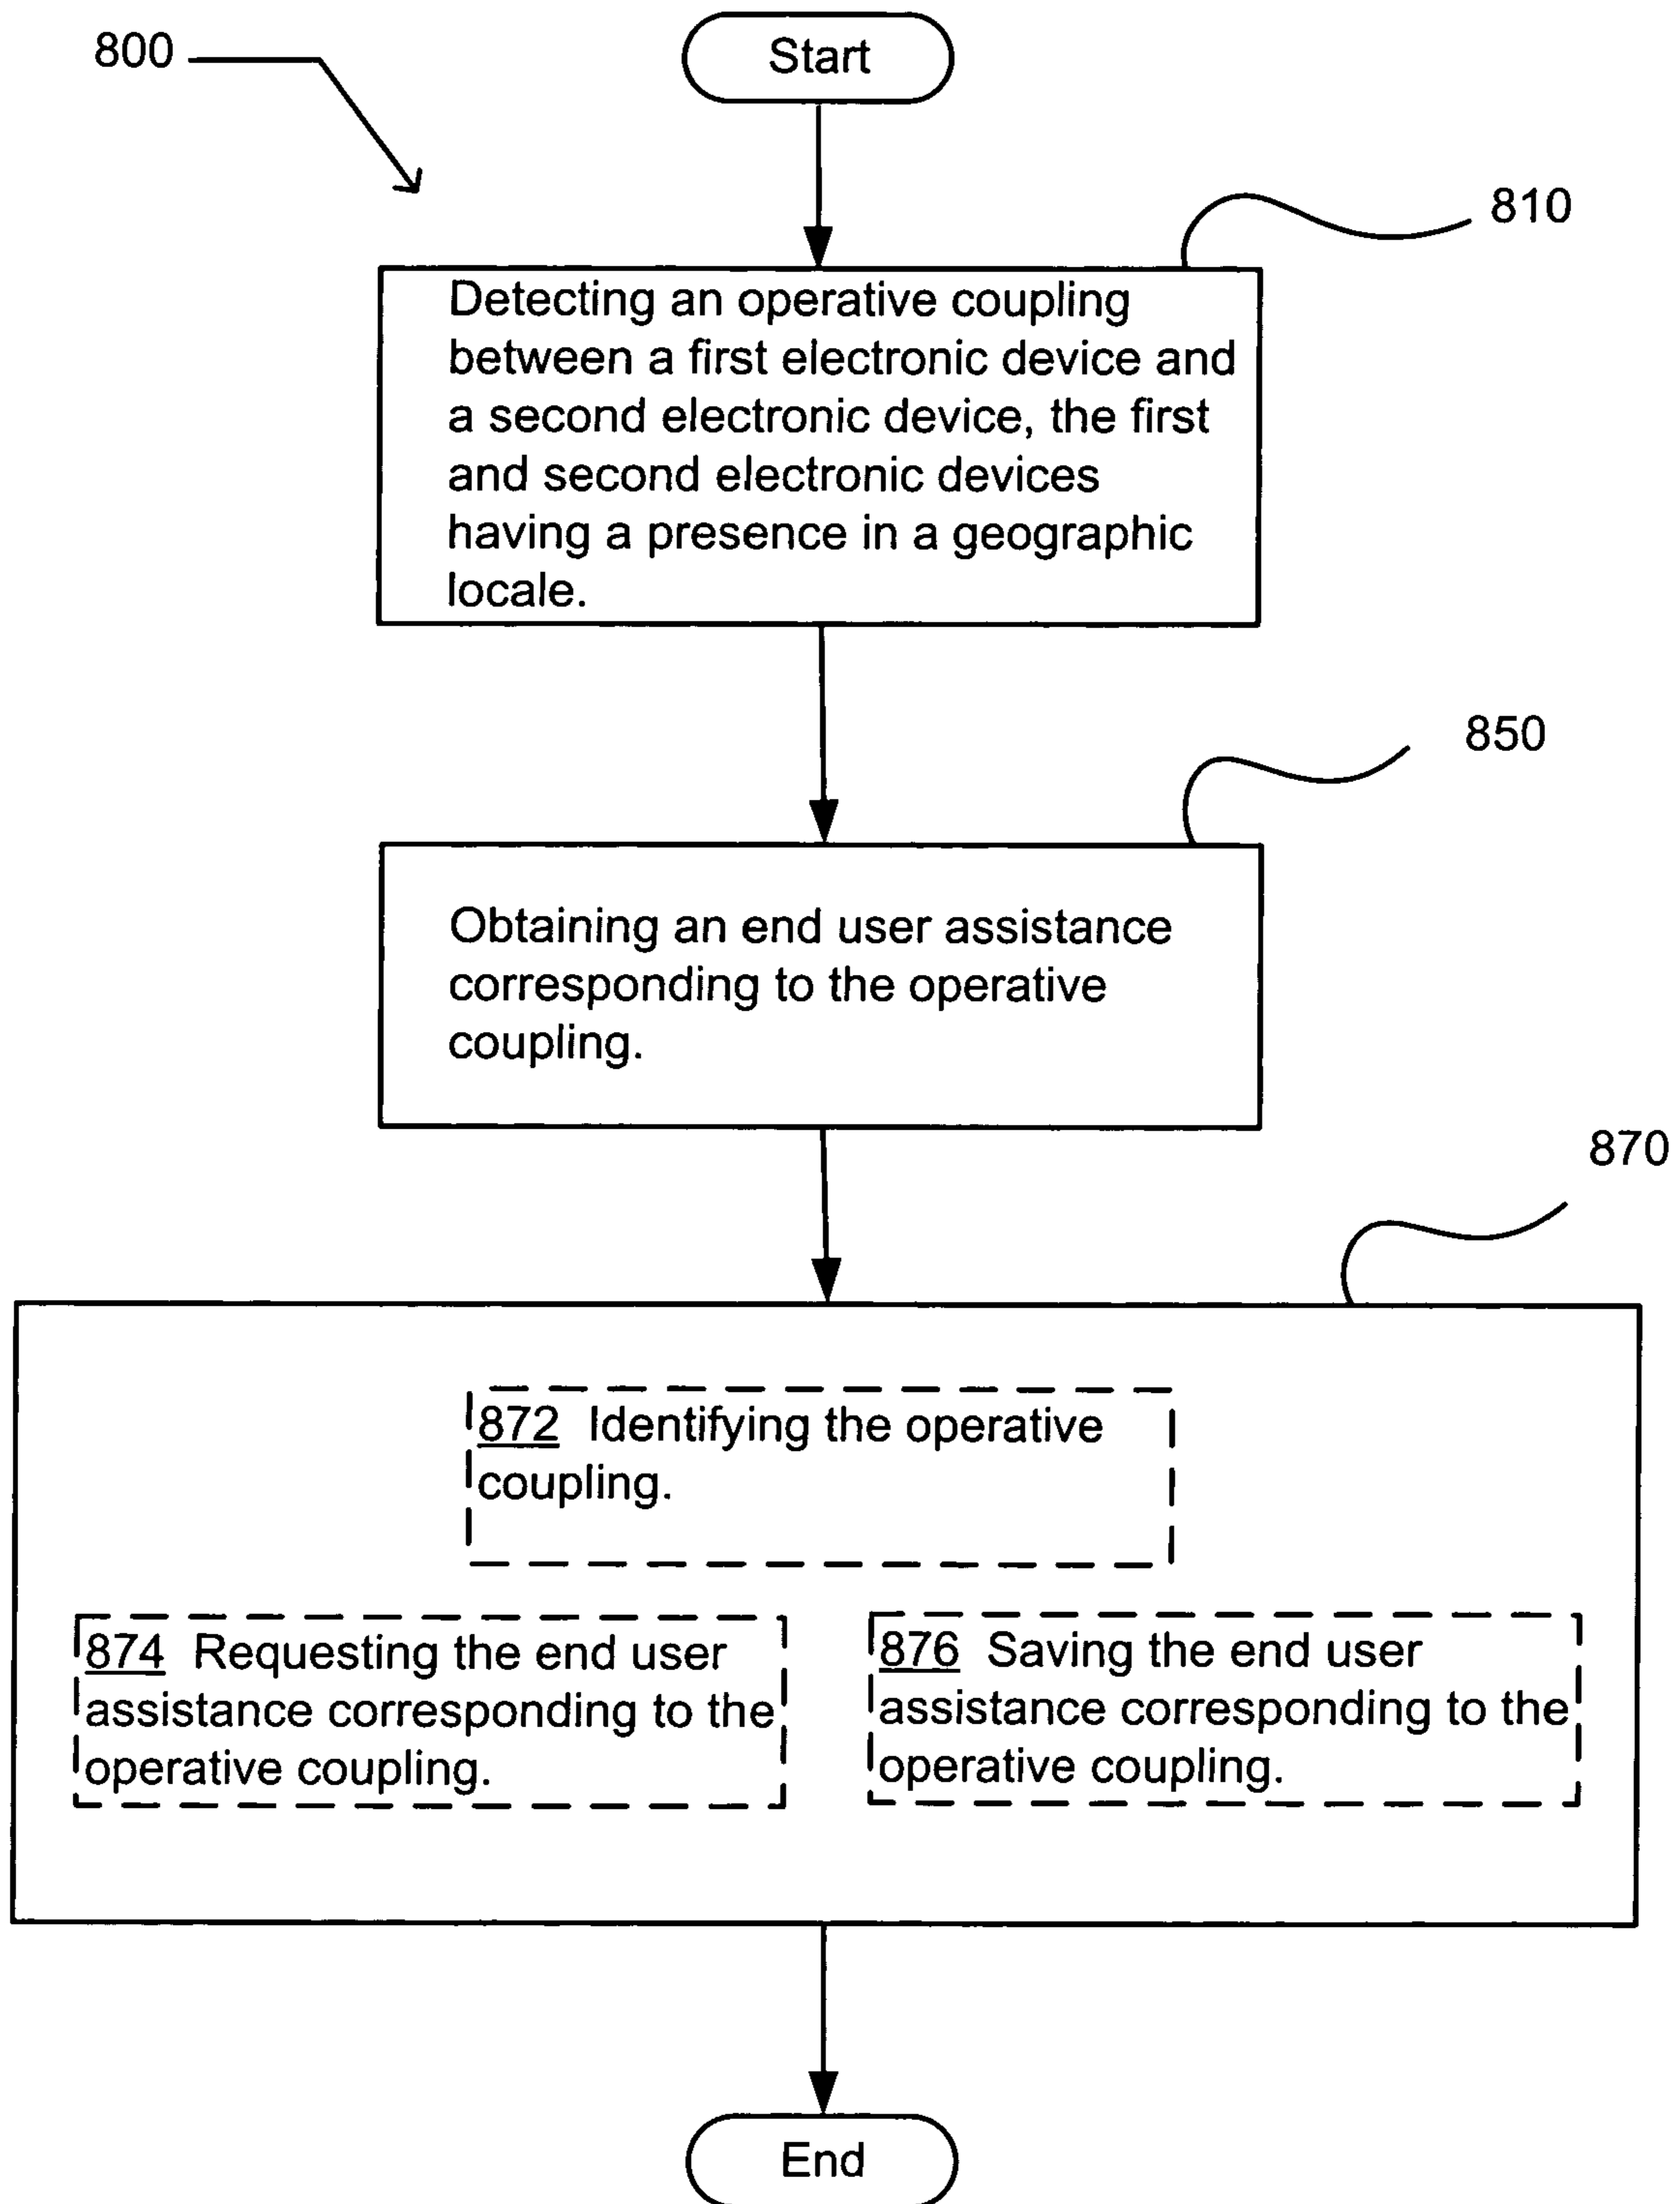 800
Start
810
Detecting an operative coupling
between a first electronic device and
a second electronic device, the first
and second electronic devices
having a presence in a geographic
locale.
850
Obtaining an end user assistance
corresponding to the operative
coupling.
870
872 Identifying the operative
coupling.
874 Requesting the end user
assistance corresponding to the
operative coupling.
876 Saving the end user
assistance corresponding to the
operative coupling.
End